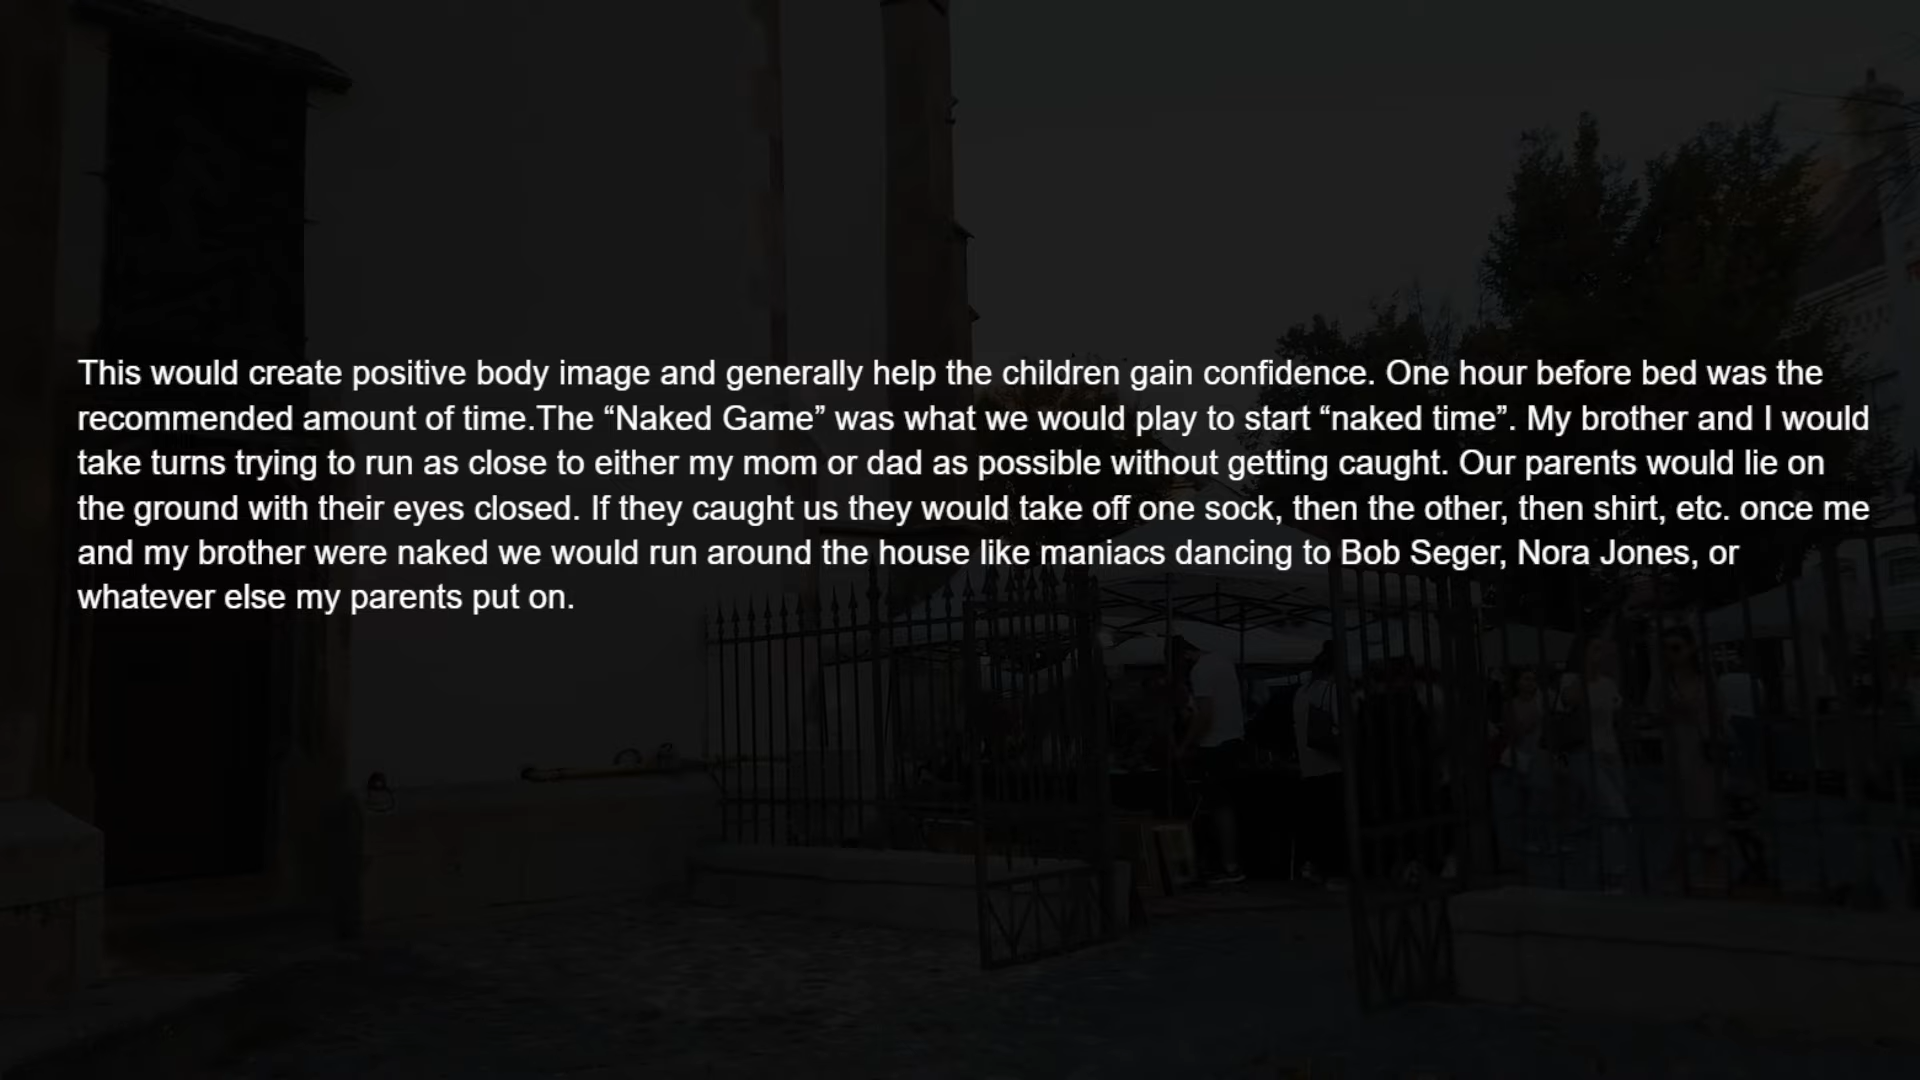 This would create positive body image and generally help the children gain confidence. One hour before bed was the
recommended amount of time.The “Naked Game” was what we would play to start “naked time”. My brother and I would
take turns trying to run as close to either my mom or dad as possible without getting caught. Our parents would lie on
the ground with their eyes closed. If they caught us they would take off one sock, then the other, then shirt, etc. once me
and my brother were naked we would run around the house like maniacs dancing to Bob Seger, Nora Jones, or
whatever else my parents put on.